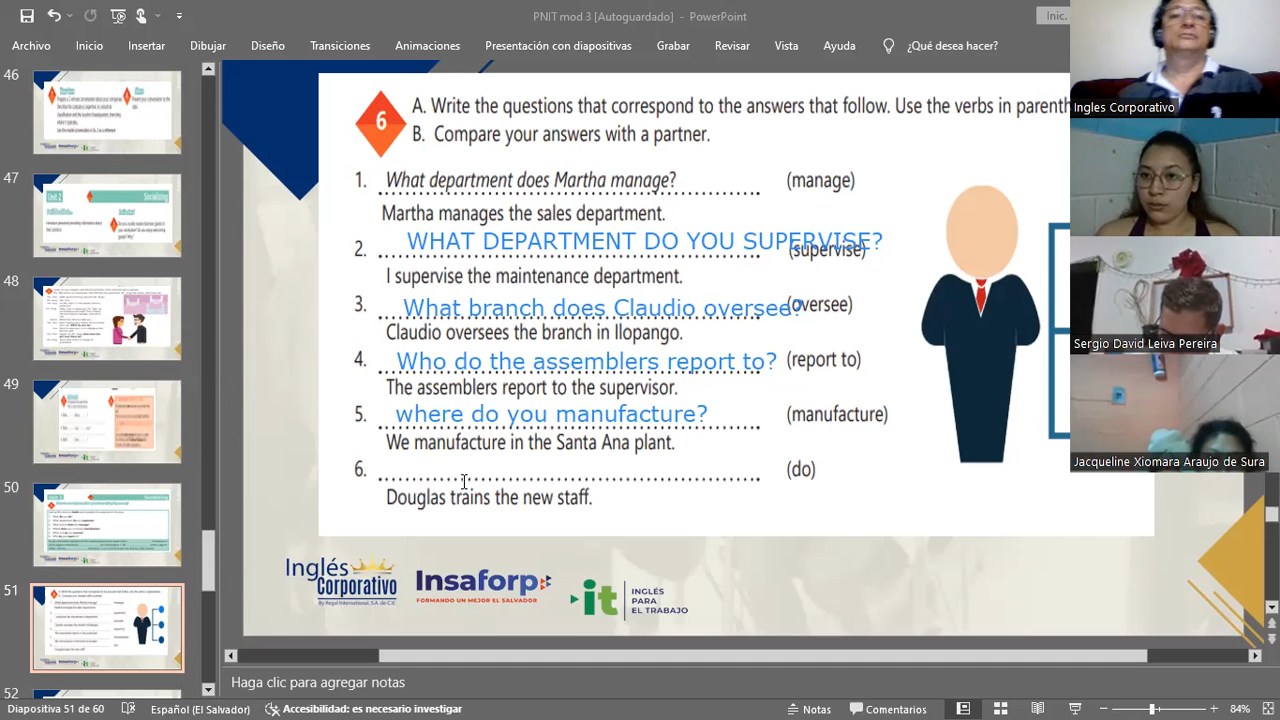 PNIT mod 3 [Autoguardado] - PowerPoint
Inic.
Archivo Inicio Insertar Dibujar Diseño Transiciones Animaciones Presentación con diapositivas Grabar Revisar Vista Ayuda ¿Qué desea hacer?
46
47
Unit 2 Socializing
48
49
50
51
52
6
A. Write the questions that correspond to the answers that follow. Use the verbs in parenth
B. Compare your answers with a partner.
1. What department does Martha manage? (manage)
Martha manages the sales department.
2. WHAT DEPARTMENT DO YOU SUPERVISE? (supervise)
I supervise the maintenance department.
3. What branch does Claudio oversee? oversee)
Claudio oversees the branch in Ilopango.
4. Who do the assemblers report to? (report to)
The assemblers report to the supervisor.
5. where do you manufacture? (manufacture)
We manufacture in the Santa Ana plant.
6. (do)
Douglas trains the new staff.
Inglés Corporativo
By Regal International, S.A. de C.V.
Insaforp
FORMANDO UN MEJOR EL SALVADOR
it
INGLÉS PARA EL TRABAJO
Ingles Corporativo
Sergio David Leiva Pereira
Jacqueline Xiomara Araujo de Sura
Haga clic para agregar notas
Diapositiva 51 de 60 Español (El Salvador) Accesibilidad: es necesario investigar Notas Comentarios 84%